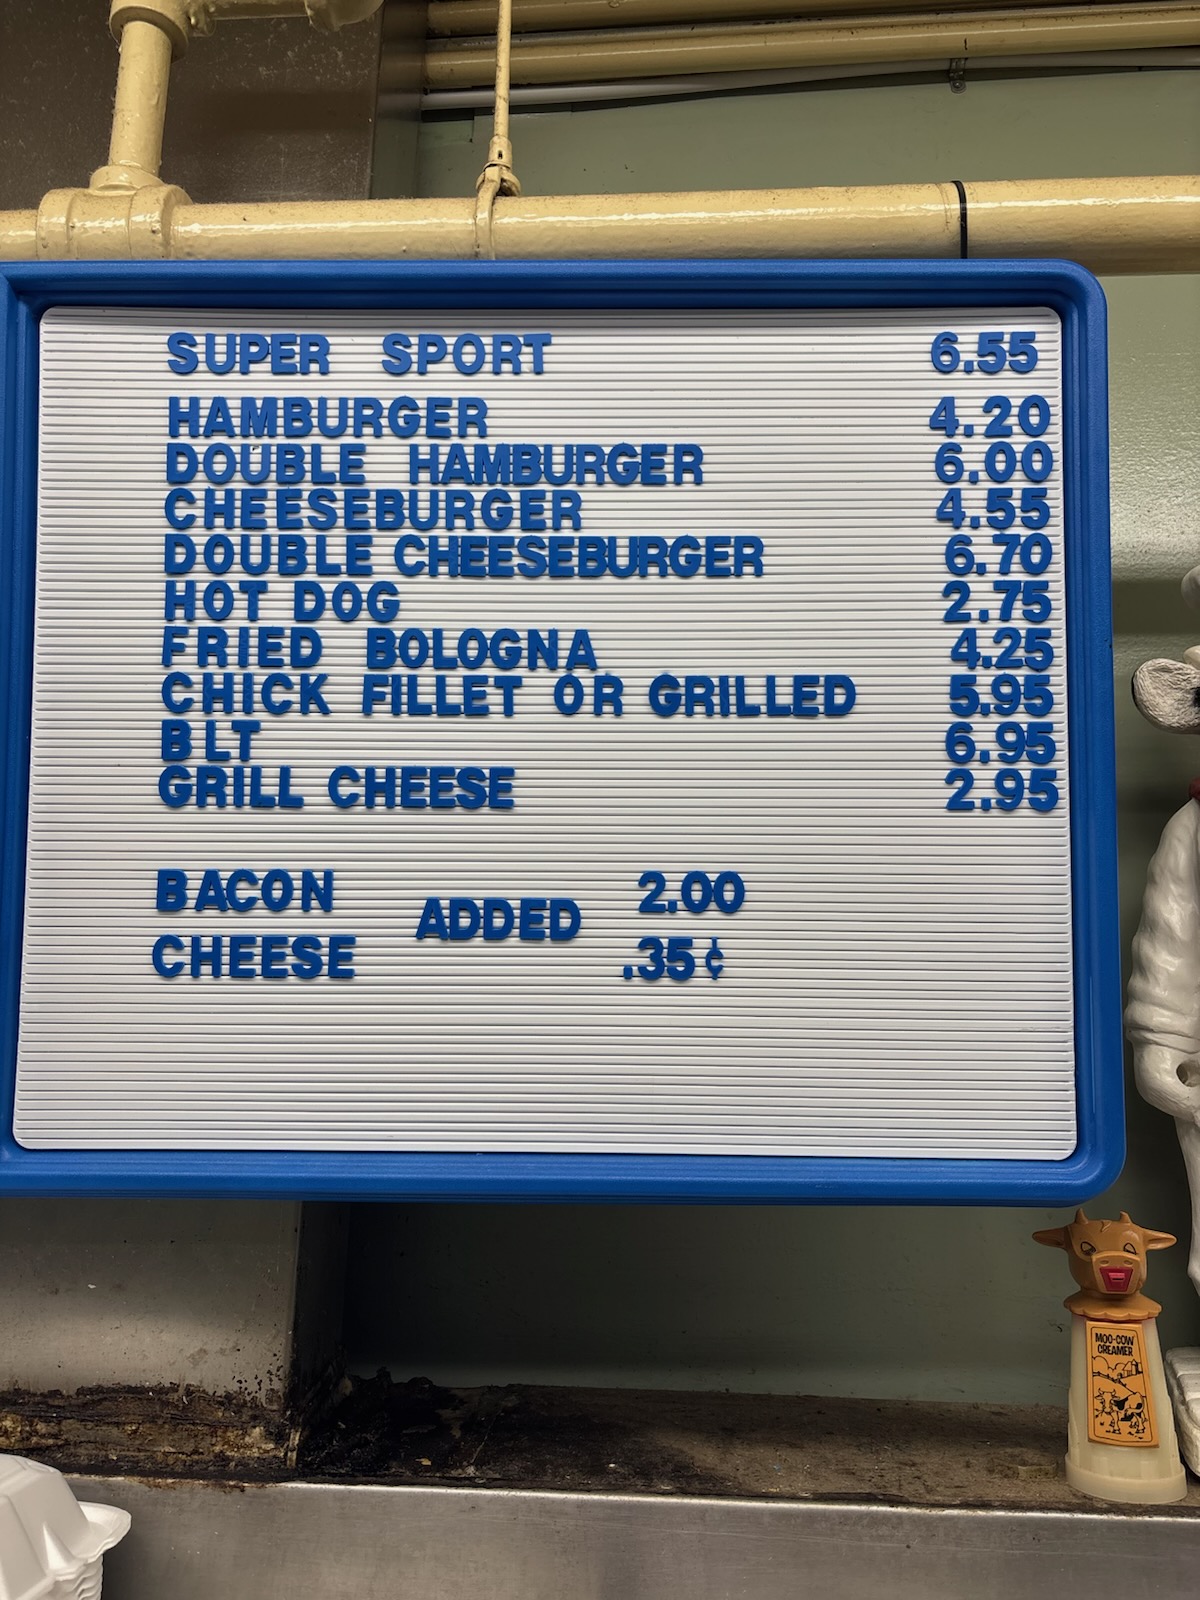 SUPER SPORT 6.55
HAMBURGER 4.20
DOUBLE HAMBURGER 6.00
CHEESEBURGER 4.55
DOUBLE CHEESEBURGER 6.70
HOT DOG 2.75
FRIED BOLOGNA 4.25
CHICK FILLET OR GRILLED 5.95
BLT 6.95
GRILL CHEESE 2.95
BACON 2.00
ADDED
CHEESE .35¢
MOO-COW
CREAMER